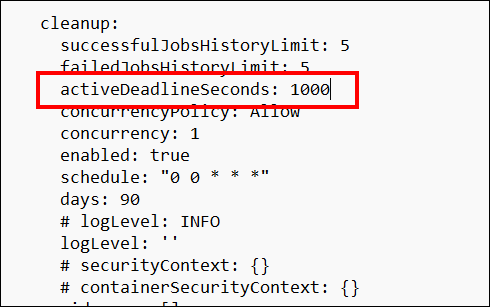 cleanup:
successfulJobsHistoryLimit: 5
failedJobsHistoryLimit: 5
activeDeadlineSeconds: 1000
concurrencyPolicy: Allow
concurrency: 1
enabled: true
schedule: "0 0 * * *"
days: 90
# logLevel: INFO
logLevel: ''
# securityContext: {}
# containerSecurityContext: {}